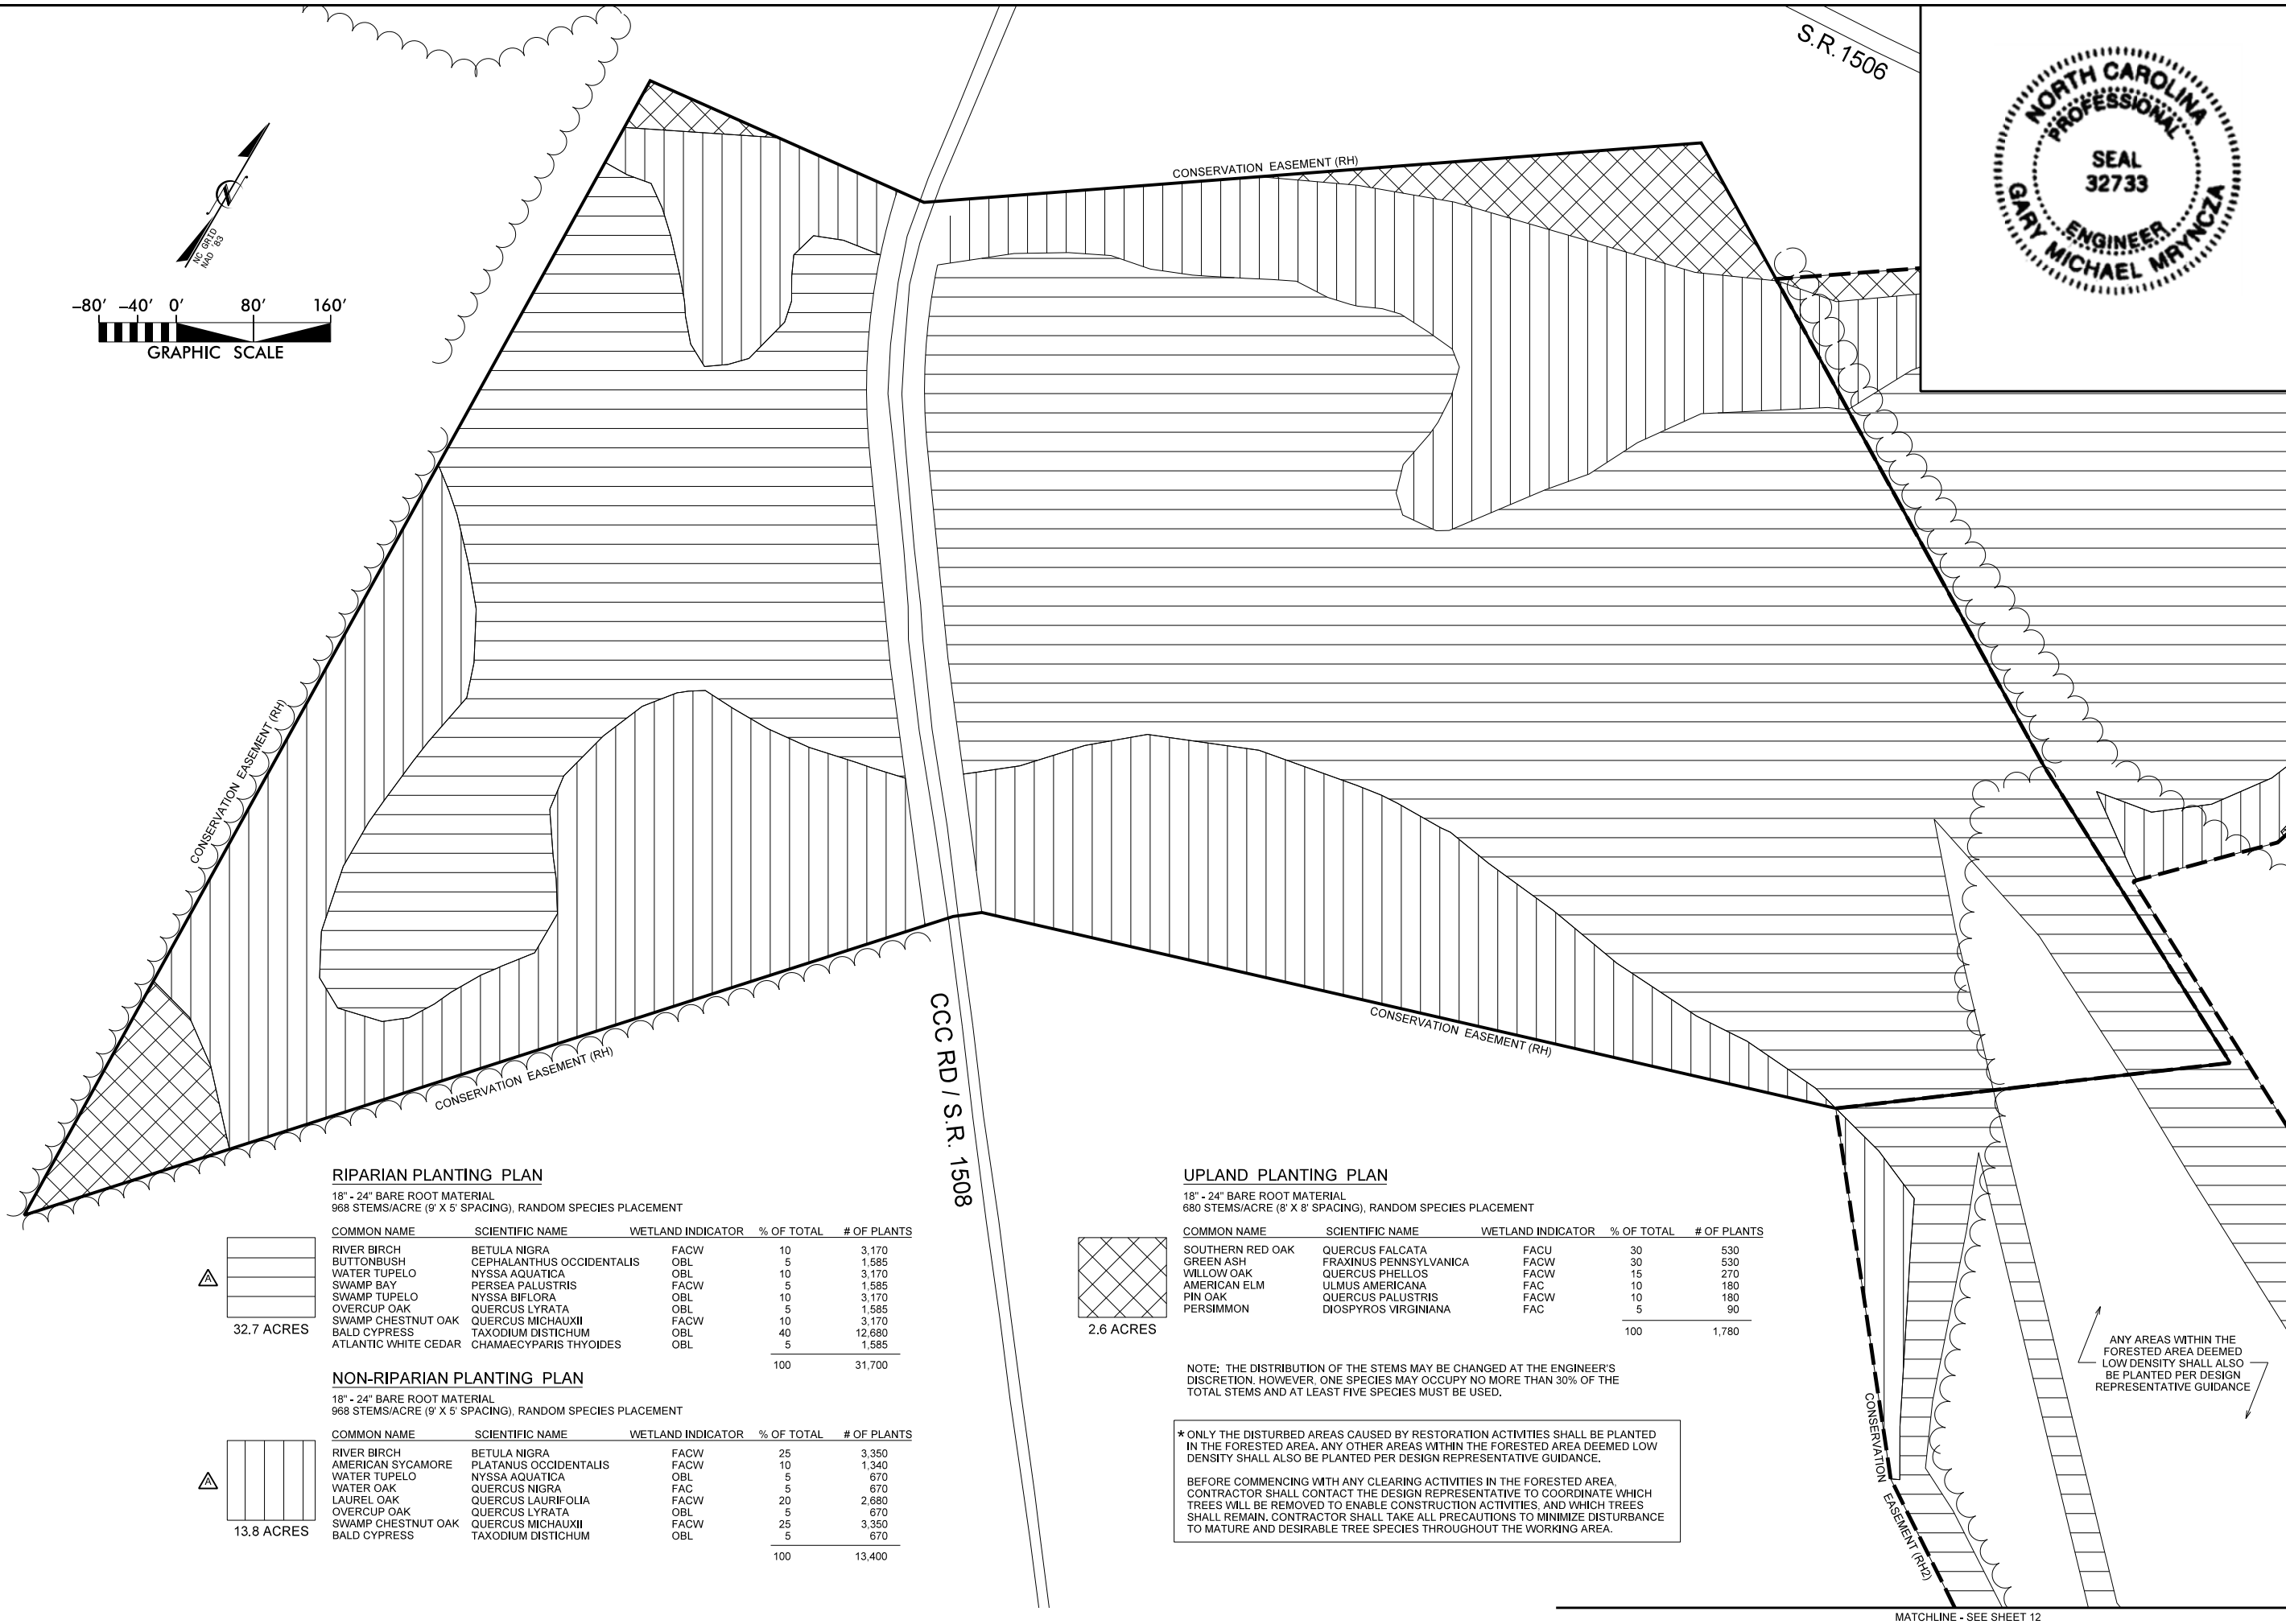 S.R. 1506
NORTH CAROLINA
PROFESSIONAL
SEAL
32733
ENGINEER
GARY MICHAEL MRYNCZA
N
NC GRID
NAD '83
-80' -40' 0' 80' 160'
GRAPHIC SCALE
CONSERVATION EASEMENT (RH)
CONSERVATION EASEMENT (RH)
CONSERVATION EASEMENT (RH)
CONSERVATION EASEMENT (RH)
CCC RD / S.R. 1508
RIPARIAN PLANTING PLAN
18" - 24" BARE ROOT MATERIAL
968 STEMS/ACRE (9' X 5' SPACING), RANDOM SPECIES PLACEMENT
COMMON NAME SCIENTIFIC NAME WETLAND INDICATOR % OF TOTAL # OF PLANTS
RIVER BIRCH BETULA NIGRA FACW 10 3,170
BUTTONBUSH CEPHALANTHUS OCCIDENTALIS OBL 5 1,585
WATER TUPELO NYSSA AQUATICA OBL 10 3,170
SWAMP BAY PERSEA PALUSTRIS FACW 5 1,585
SWAMP TUPELO NYSSA BIFLORA OBL 10 3,170
OVERCUP OAK QUERCUS LYRATA OBL 5 1,585
SWAMP CHESTNUT OAK QUERCUS MICHAUXII FACW 10 3,170
BALD CYPRESS TAXODIUM DISTICHUM OBL 40 12,680
ATLANTIC WHITE CEDAR CHAMAECYPARIS THYOIDES OBL 5 1,585
100 31,700
A
32.7 ACRES
NON-RIPARIAN PLANTING PLAN
18" - 24" BARE ROOT MATERIAL
968 STEMS/ACRE (9' X 5' SPACING), RANDOM SPECIES PLACEMENT
COMMON NAME SCIENTIFIC NAME WETLAND INDICATOR % OF TOTAL # OF PLANTS
RIVER BIRCH BETULA NIGRA FACW 25 3,350
AMERICAN SYCAMORE PLATANUS OCCIDENTALIS FACW 10 1,340
WATER TUPELO NYSSA AQUATICA OBL 5 670
WATER OAK QUERCUS NIGRA FAC 5 670
LAUREL OAK QUERCUS LAURIFOLIA FACW 20 2,680
OVERCUP OAK QUERCUS LYRATA OBL 5 670
SWAMP CHESTNUT OAK QUERCUS MICHAUXII FACW 25 3,350
BALD CYPRESS TAXODIUM DISTICHUM OBL 5 670
100 13,400
A
13.8 ACRES
UPLAND PLANTING PLAN
18" - 24" BARE ROOT MATERIAL
680 STEMS/ACRE (8' X 8' SPACING), RANDOM SPECIES PLACEMENT
COMMON NAME SCIENTIFIC NAME WETLAND INDICATOR % OF TOTAL # OF PLANTS
SOUTHERN RED OAK QUERCUS FALCATA FACU 30 530
GREEN ASH FRAXINUS PENNSYLVANICA FACW 30 530
WILLOW OAK QUERCUS PHELLOS FACW 15 270
AMERICAN ELM ULMUS AMERICANA FAC 10 180
PIN OAK QUERCUS PALUSTRIS FACW 10 180
PERSIMMON DIOSPYROS VIRGINIANA FAC 5 90
100 1,780
2.6 ACRES
NOTE: THE DISTRIBUTION OF THE STEMS MAY BE CHANGED AT THE ENGINEER'S
DISCRETION. HOWEVER, ONE SPECIES MAY OCCUPY NO MORE THAN 30% OF THE
TOTAL STEMS AND AT LEAST FIVE SPECIES MUST BE USED.
* ONLY THE DISTURBED AREAS CAUSED BY RESTORATION ACTIVITIES SHALL BE PLANTED
IN THE FORESTED AREA. ANY OTHER AREAS WITHIN THE FORESTED AREA DEEMED LOW
DENSITY SHALL ALSO BE PLANTED PER DESIGN REPRESENTATIVE GUIDANCE.
BEFORE COMMENCING WITH ANY CLEARING ACTIVITIES IN THE FORESTED AREA,
CONTRACTOR SHALL CONTACT THE DESIGN REPRESENTATIVE TO COORDINATE WHICH
TREES WILL BE REMOVED TO ENABLE CONSTRUCTION ACTIVITIES, AND WHICH TREES
SHALL REMAIN. CONTRACTOR SHALL TAKE ALL PRECAUTIONS TO MINIMIZE DISTURBANCE
TO MATURE AND DESIRABLE TREE SPECIES THROUGHOUT THE WORKING AREA.
ANY AREAS WITHIN THE
FORESTED AREA DEEMED
LOW DENSITY SHALL ALSO
BE PLANTED PER DESIGN
REPRESENTATIVE GUIDANCE
CONSERVATION EASEMENT (RH2)
MATCHLINE - SEE SHEET 12